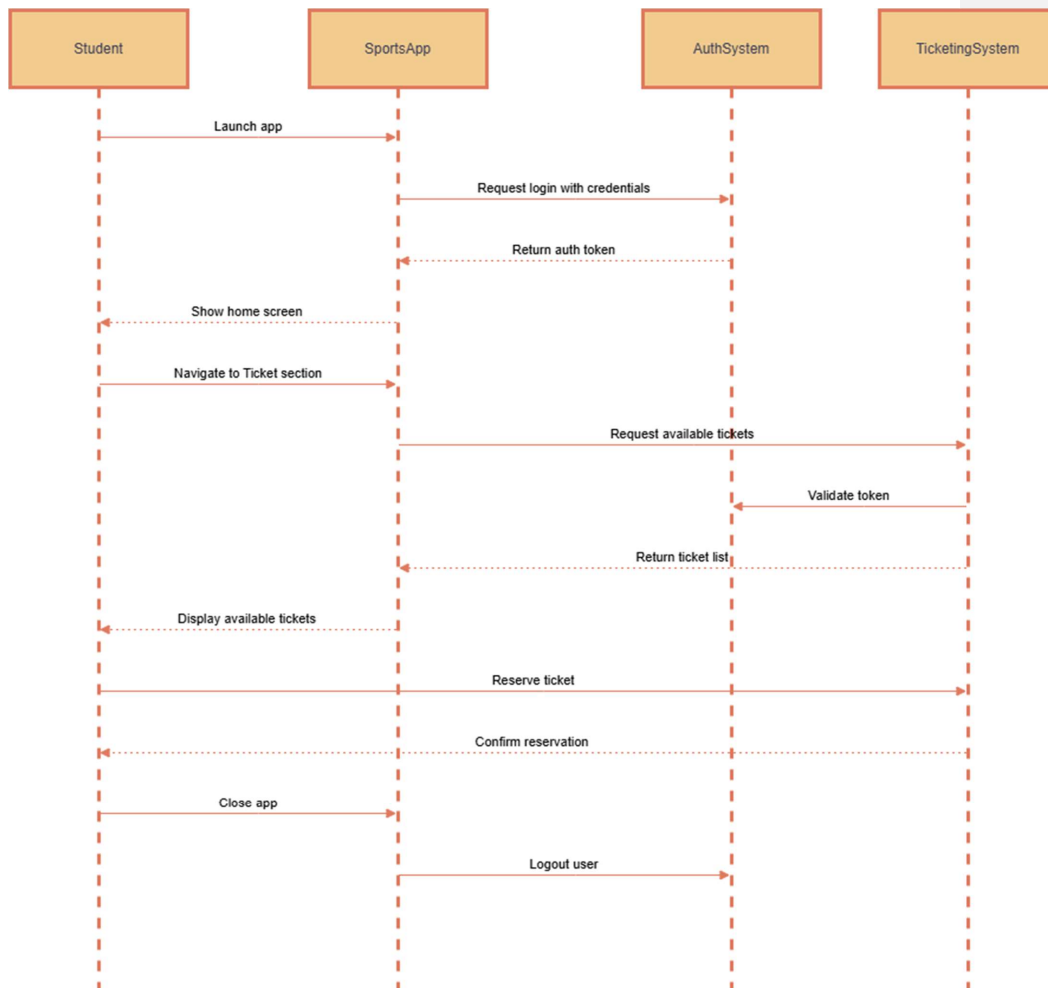 Student
SportsApp
AuthSystem
TicketingSystem
Launch app
Request login with credentials
Return auth token
Show home screen
Navigate to Ticket section
Request available tickets
Validate token
Return ticket list
Display available tickets
Reserve ticket
Confirm reservation
Close app
Logout user